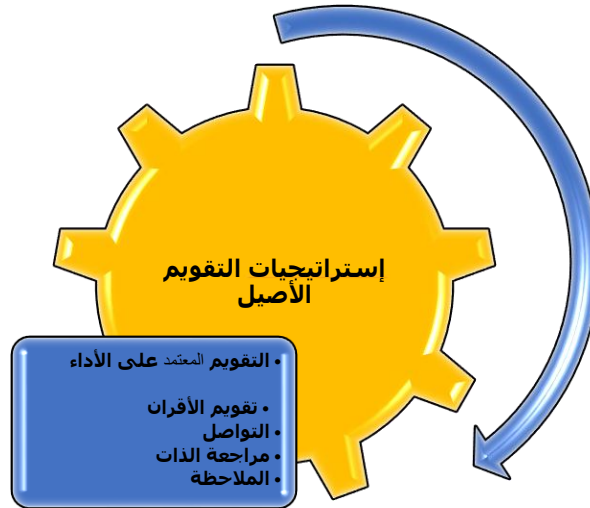 إستراتيجيات التقويم
الأصيل
• التقويم المعتمد على الأداء
• تقويم الأقران
• التواصل
• مراجعة الذات
• الملاحظة